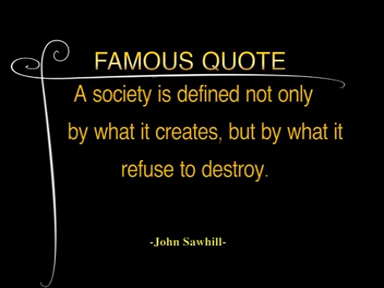 FAMOUS QUOTE
A society is defined not only
by what it creates, but by what it
refuse to destroy.
-John Sawhill-